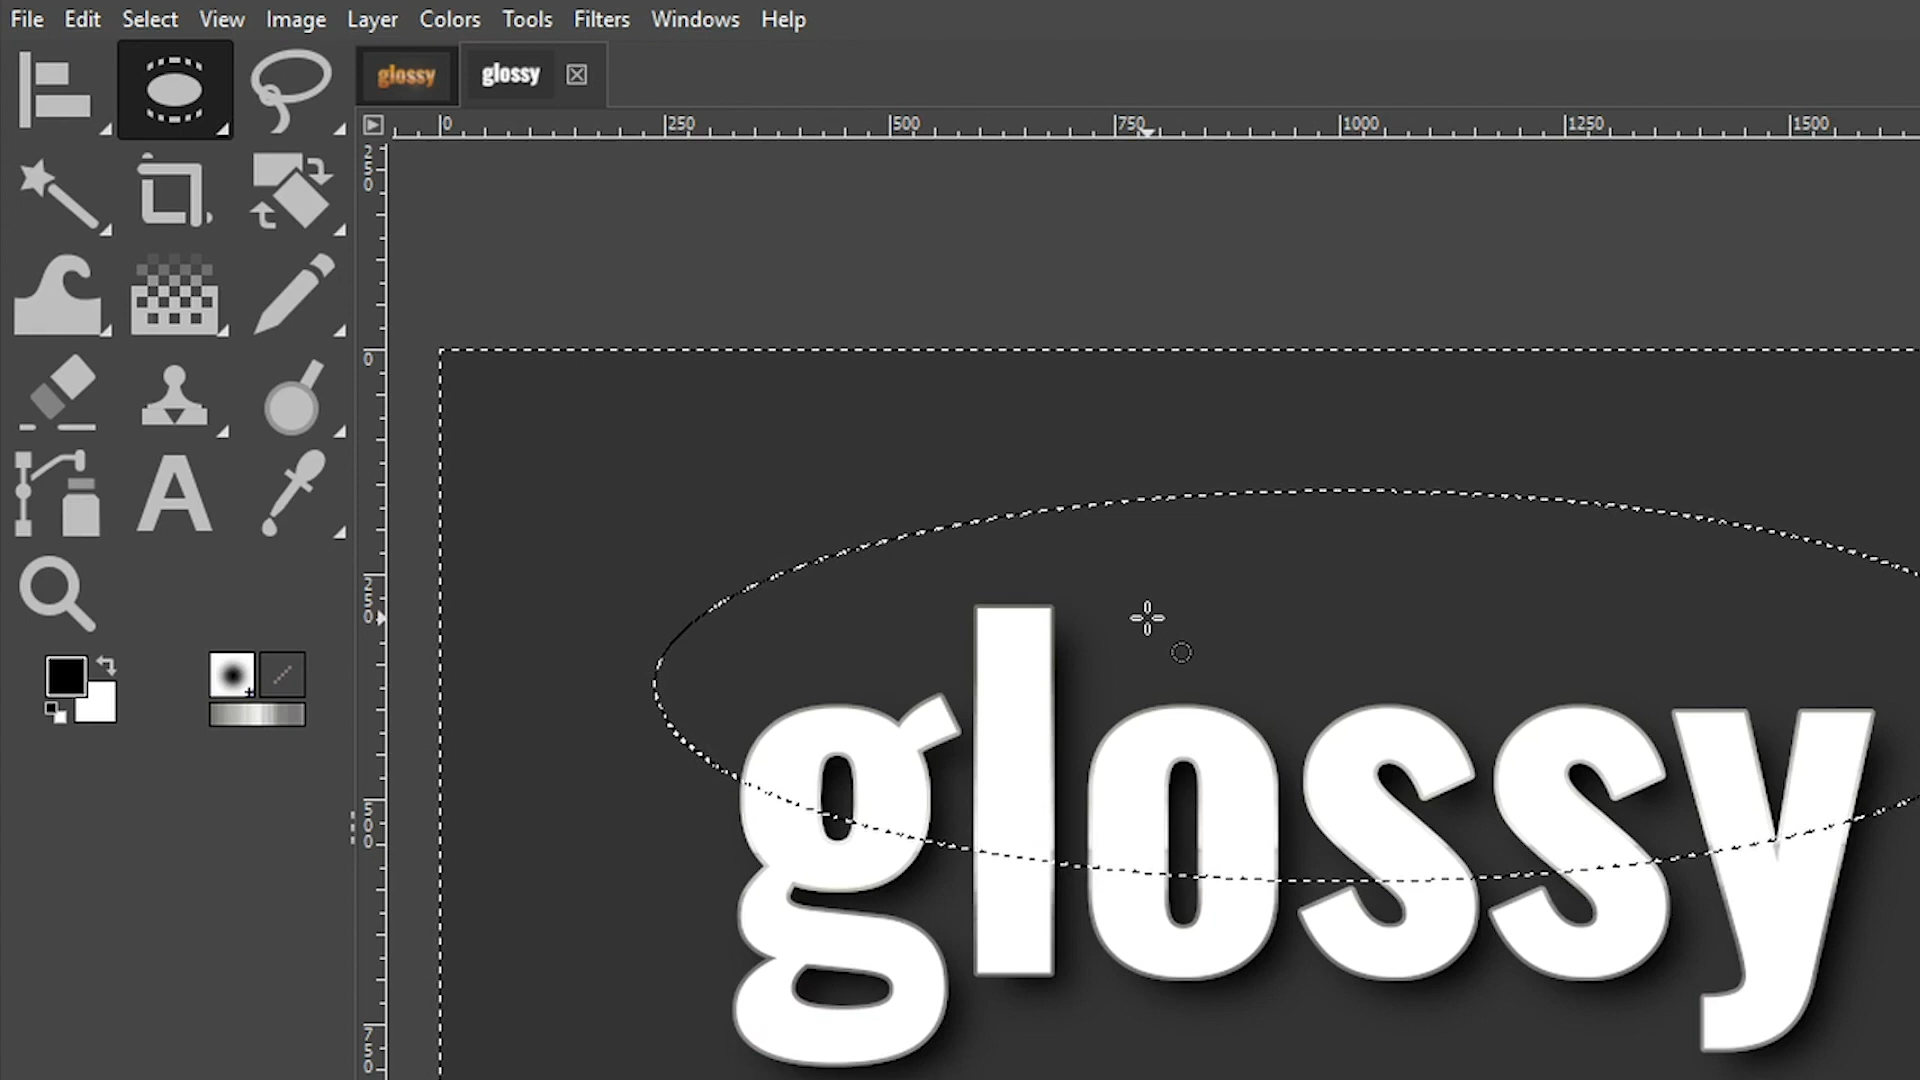 File Edit Select View Image Layer Colors Tools Filters Windows Help
glossy glossy
0 250 500 750 1000 1250 1500
250
0
250
500
750
A
glossy